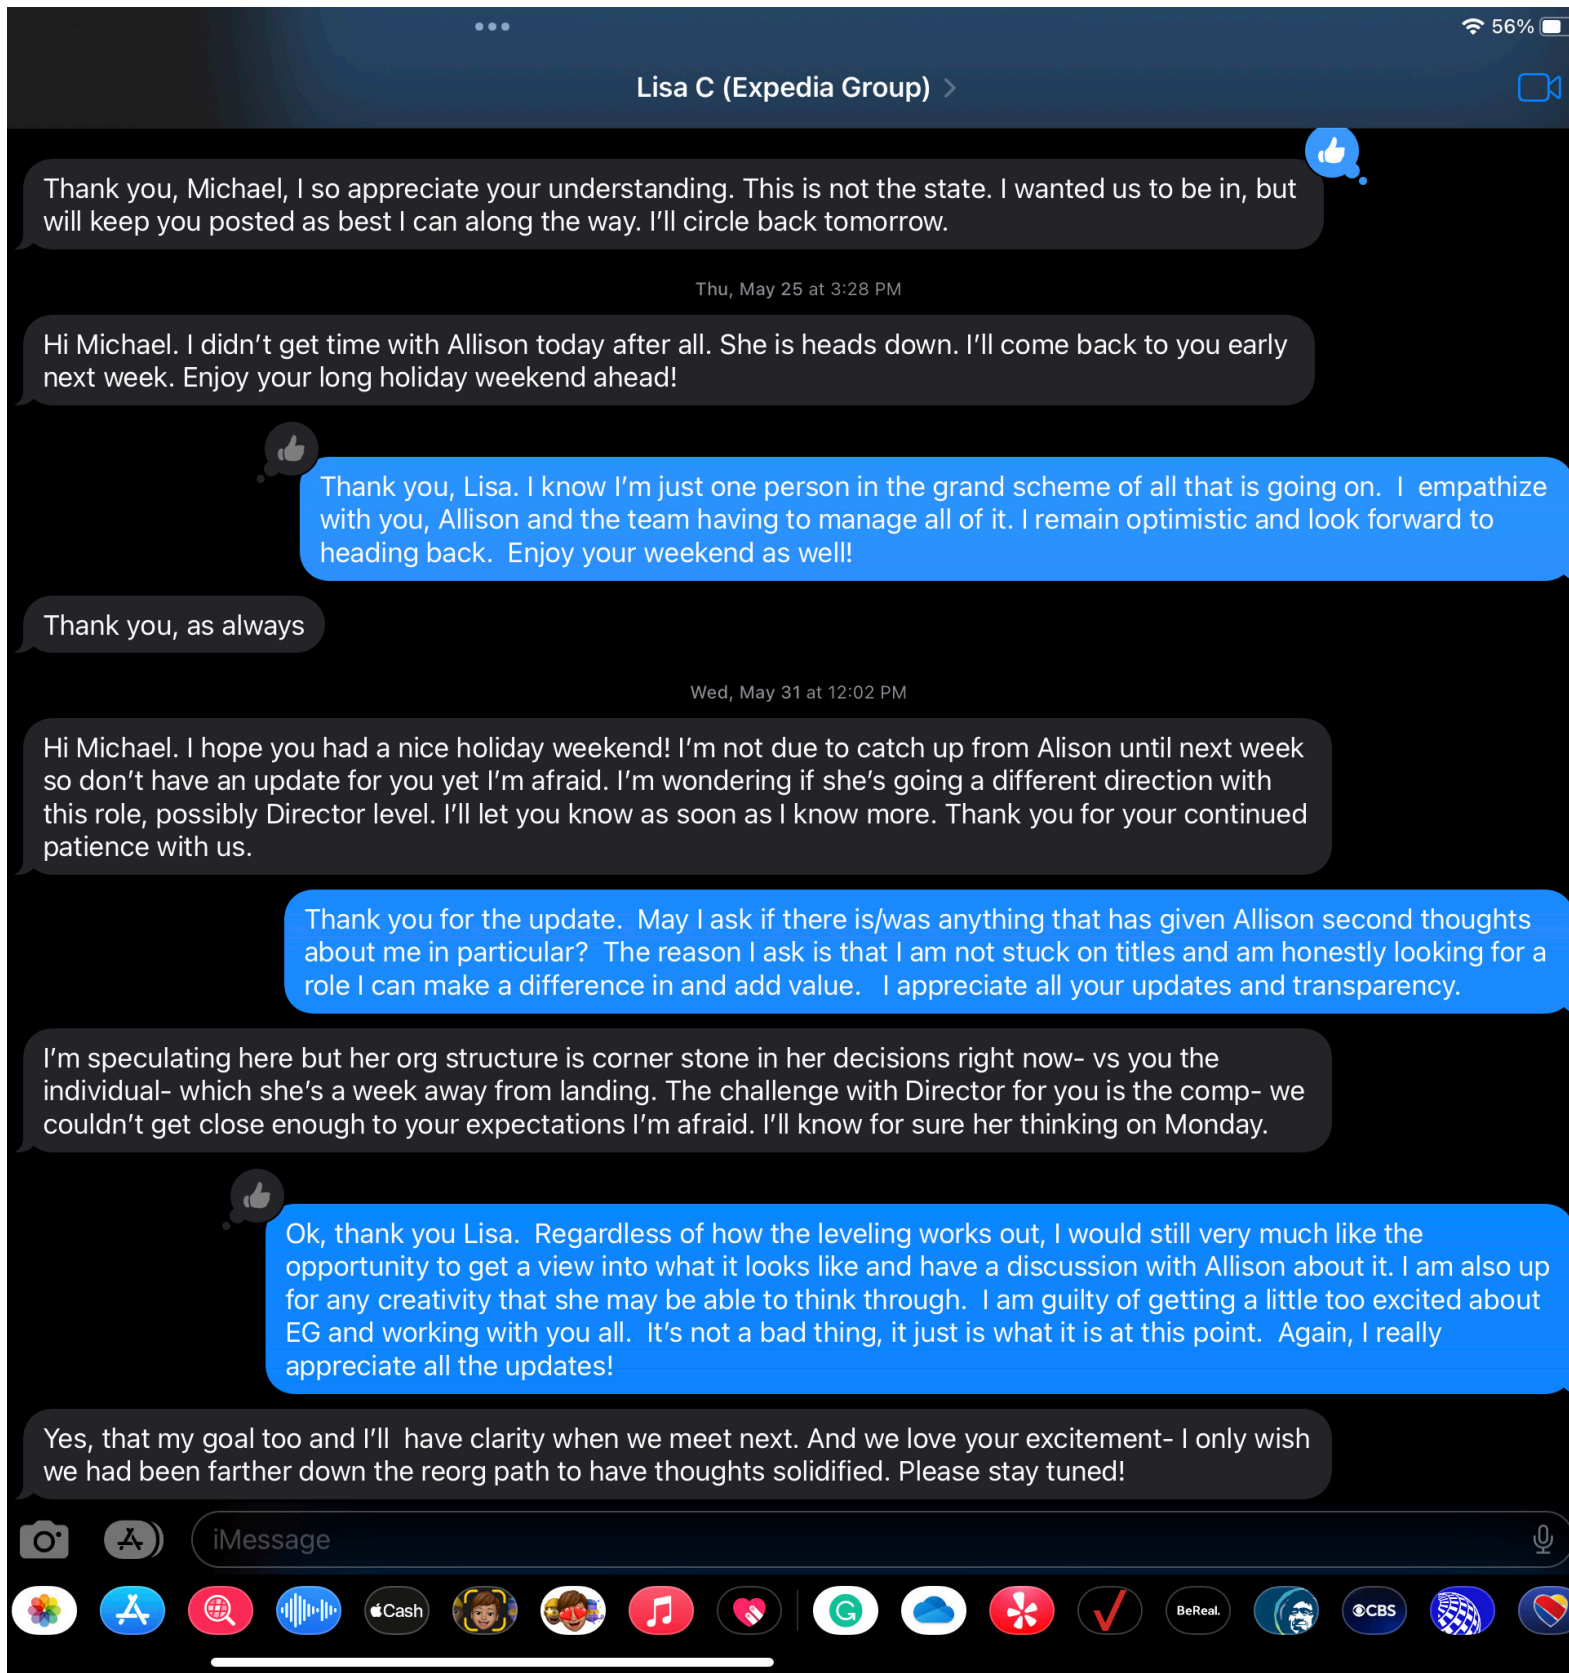 56%
Lisa C (Expedia Group)
Thank you, Michael, I so appreciate your understanding. This is not the state. I wanted us to be in, but
will keep you posted as best I can along the way. I’ll circle back tomorrow.
Thu, May 25 at 3:28 PM
Hi Michael. I didn’t get time with Allison today after all. She is heads down. I’ll come back to you early
next week. Enjoy your long holiday weekend ahead!
Thank you, Lisa. I know I’m just one person in the grand scheme of all that is going on.  I  empathize
with you, Allison and the team having to manage all of it. I remain optimistic and look forward to
heading back.  Enjoy your weekend as well!
Thank you, as always
Wed, May 31 at 12:02 PM
Hi Michael. I hope you had a nice holiday weekend! I’m not due to catch up from Alison until next week
so don’t have an update for you yet I’m afraid. I’m wondering if she’s going a different direction with
this role, possibly Director level. I’ll let you know as soon as I know more. Thank you for your continued
patience with us.
Thank you for the update.  May I ask if there is/was anything that has given Allison second thoughts
about me in particular?  The reason I ask is that I am not stuck on titles and am honestly looking for a
role I can make a difference in and add value.   I appreciate all your updates and transparency.
I’m speculating here but her org structure is corner stone in her decisions right now- vs you the
individual- which she’s a week away from landing. The challenge with Director for you is the comp- we
couldn’t get close enough to your expectations I’m afraid. I’ll know for sure her thinking on Monday.
Ok, thank you Lisa.  Regardless of how the leveling works out, I would still very much like the
opportunity to get a view into what it looks like and have a discussion with Allison about it. I am also up
for any creativity that she may be able to think through.  I am guilty of getting a little too excited about
EG and working with you all.  It’s not a bad thing, it just is what it is at this point.  Again, I really
appreciate all the updates!
Yes, that my goal too and I’ll  have clarity when we meet next. And we love your excitement- I only wish
we had been farther down the reorg path to have thoughts solidified. Please stay tuned!
iMessage
Cash
G
BeReal.
CBS